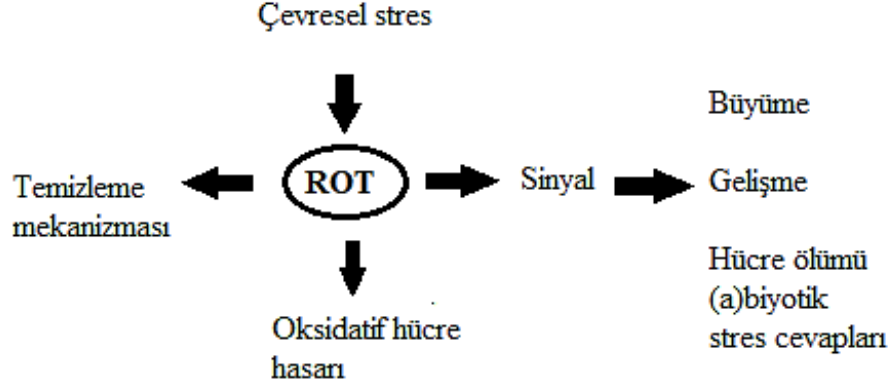 Çevresel stres
Büyüme
Temizleme
mekanizması
ROT
Sinyal
Gelişme
Hücre ölümü
(a)biyotik
stres cevapları
Oksidatif hücre
hasarı